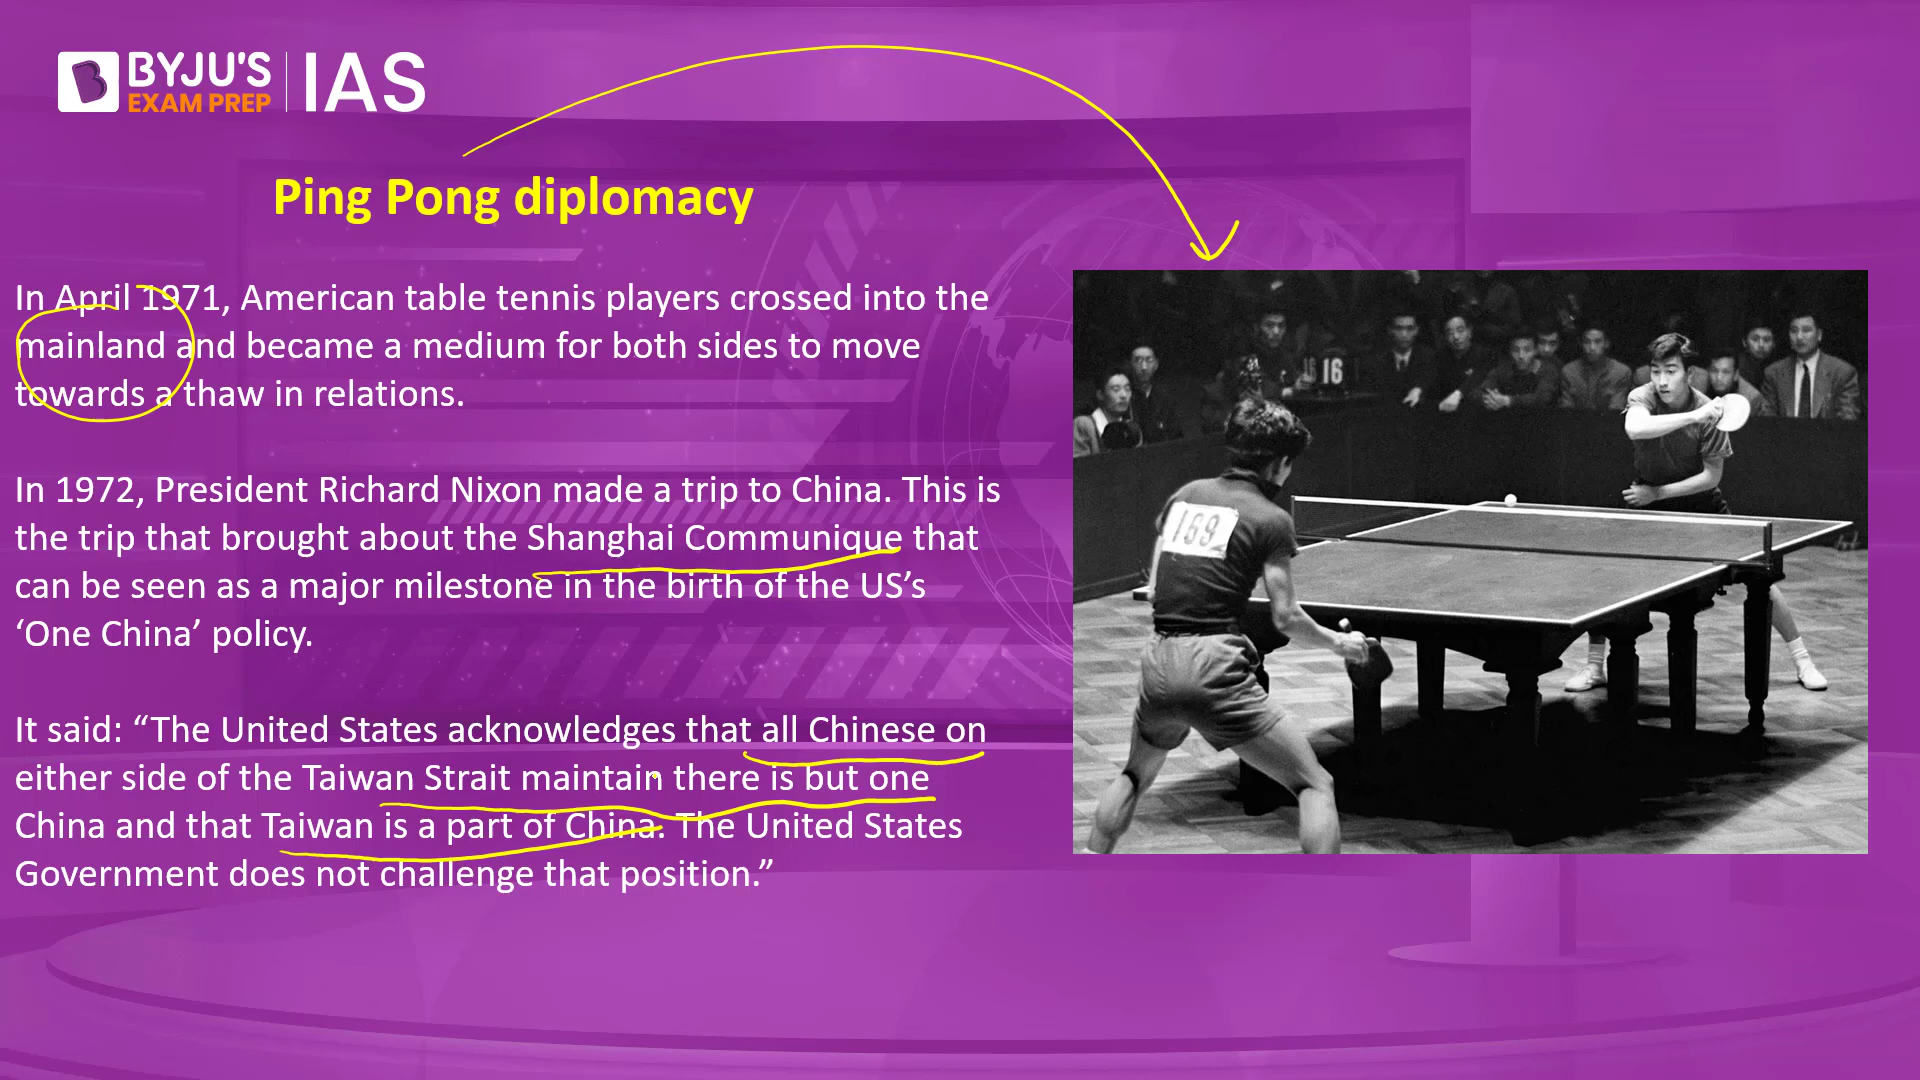 BYJU'S
EXAM PREP
IAS
Ping Pong diplomacy
In April 1971, American table tennis players crossed into the
mainland and became a medium for both sides to move
towards a thaw in relations.
In 1972, President Richard Nixon made a trip to China. This is
the trip that brought about the Shanghai Communique that
can be seen as a major milestone in the birth of the US’s
‘One China’ policy.
It said: “The United States acknowledges that all Chinese on
either side of the Taiwan Strait maintain there is but one
China and that Taiwan is a part of China. The United States
Government does not challenge that position.”
16 16
169